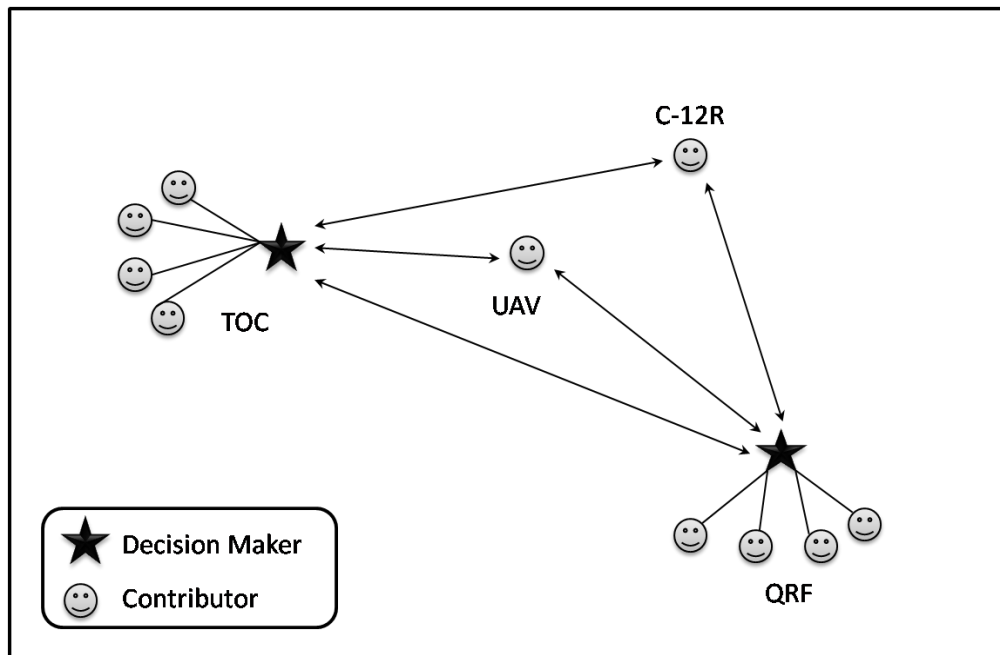 C-12R
UAV
TOC
QRF
Decision Maker
Contributor